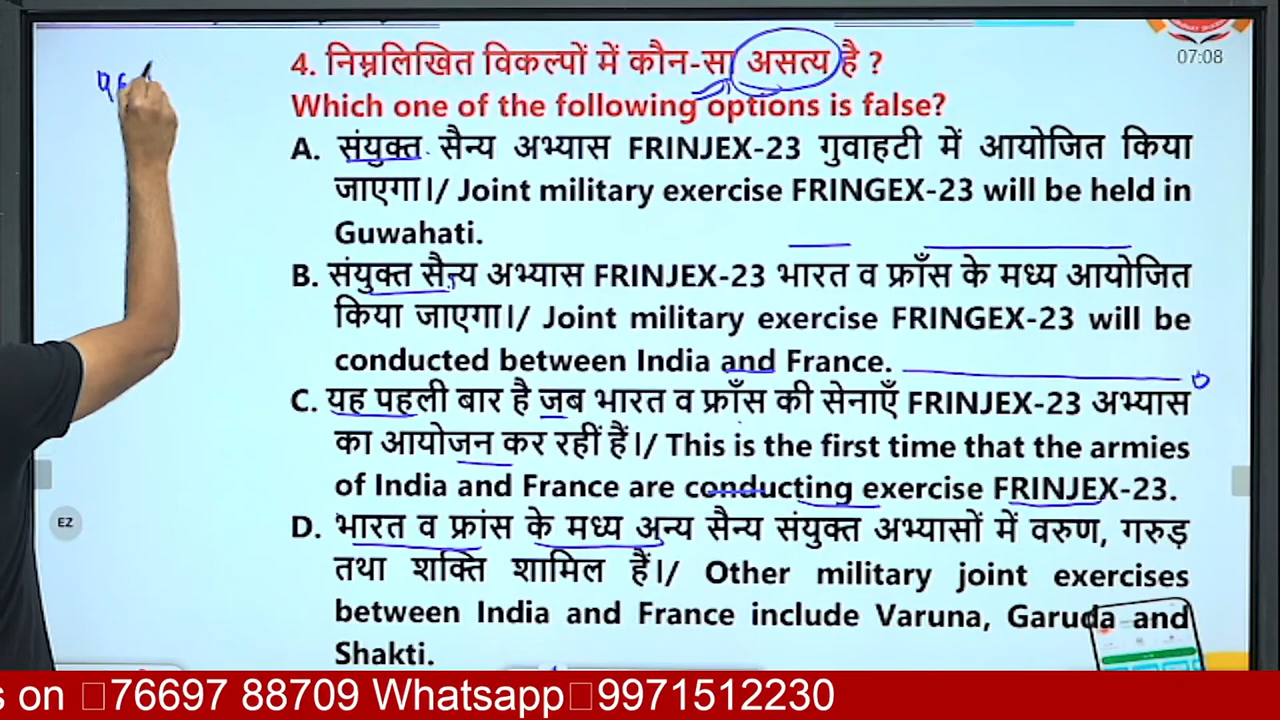 07:08
4. निम्नलिखित विकल्पों में कौन-सा असत्य है ?
Which one of the following options is false?
A. संयुक्त सैन्य अभ्यास FRINJEX-23 गुवाहटी में आयोजित किया
जाएगा।/ Joint military exercise FRINGEX-23 will be held in
Guwahati.
B. संयुक्त सैन्य अभ्यास FRINJEX-23 भारत व फ्राँस के मध्य आयोजित
किया जाएगा।/ Joint military exercise FRINGEX-23 will be
conducted between India and France.
C. यह पहली बार है जब भारत व फ्राँस की सेनाएँ FRINJEX-23 अभ्यास
का आयोजन कर रहीं हैं।/ This is the first time that the armies
of India and France are conducting exercise FRINJEX-23.
D. भारत व फ्रांस के मध्य अन्य सैन्य संयुक्त अभ्यासों में वरुण, गरुड़
तथा शक्ति शामिल हैं।/ Other military joint exercises
between India and France include Varuna, Garuda and
Shakti.
EZ
s on 76697 88709 Whatsapp 9971512230